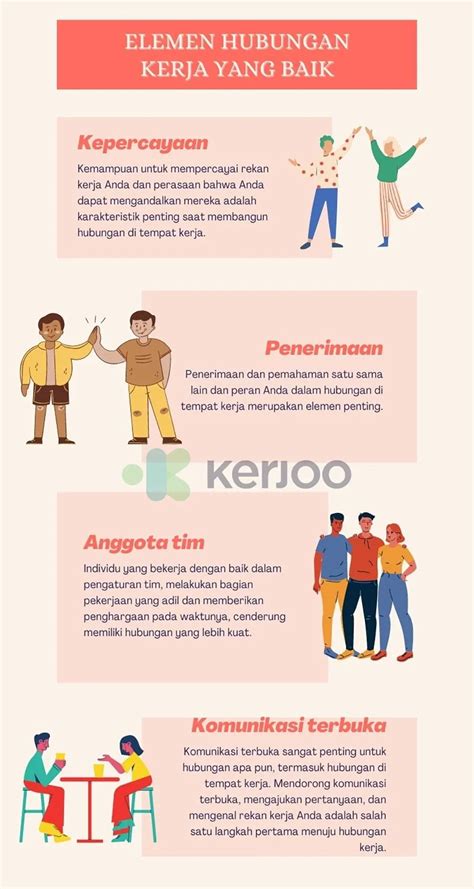 ELEMEN HUBUNGAN
KERJA YANG BAIK
Kepercayaan
Kemampuan untuk mempercayai rekan
kerja Anda dan perasaan bahwa Anda
dapat mengandalkan mereka adalah
karakteristik penting saat membangun
hubungan di tempat kerja.
Penerimaan
Penerimaan dan pemahaman satu sama
lain dan peran Anda dalam hubungan di
tempat kerja merupakan elemen penting.
KERJOO
Anggota tim
Individu yang bekerja dengan baik dalam
pengaturan tim, melakukan bagian
pekerjaan yang adil dan memberikan
penghargaan pada waktunya, cenderung
memiliki hubungan yang lebih kuat.
Komunikasi terbuka
Komunikasi terbuka sangat penting untuk
hubungan apa pun, termasuk hubungan di
tempat kerja. Mendorong komunikasi
terbuka, mengajukan pertanyaan, dan
mengenal rekan kerja Anda adalah salah
satu langkah pertama menuju hubungan
kerja.